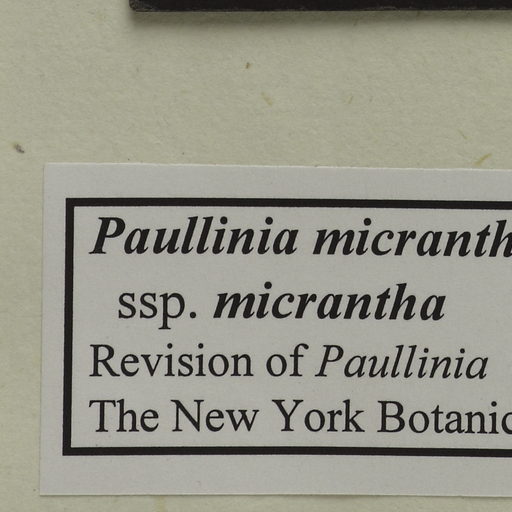 Paullinia micranth
ssp. micrantha
Revision of Paullinia
The New York Botanic